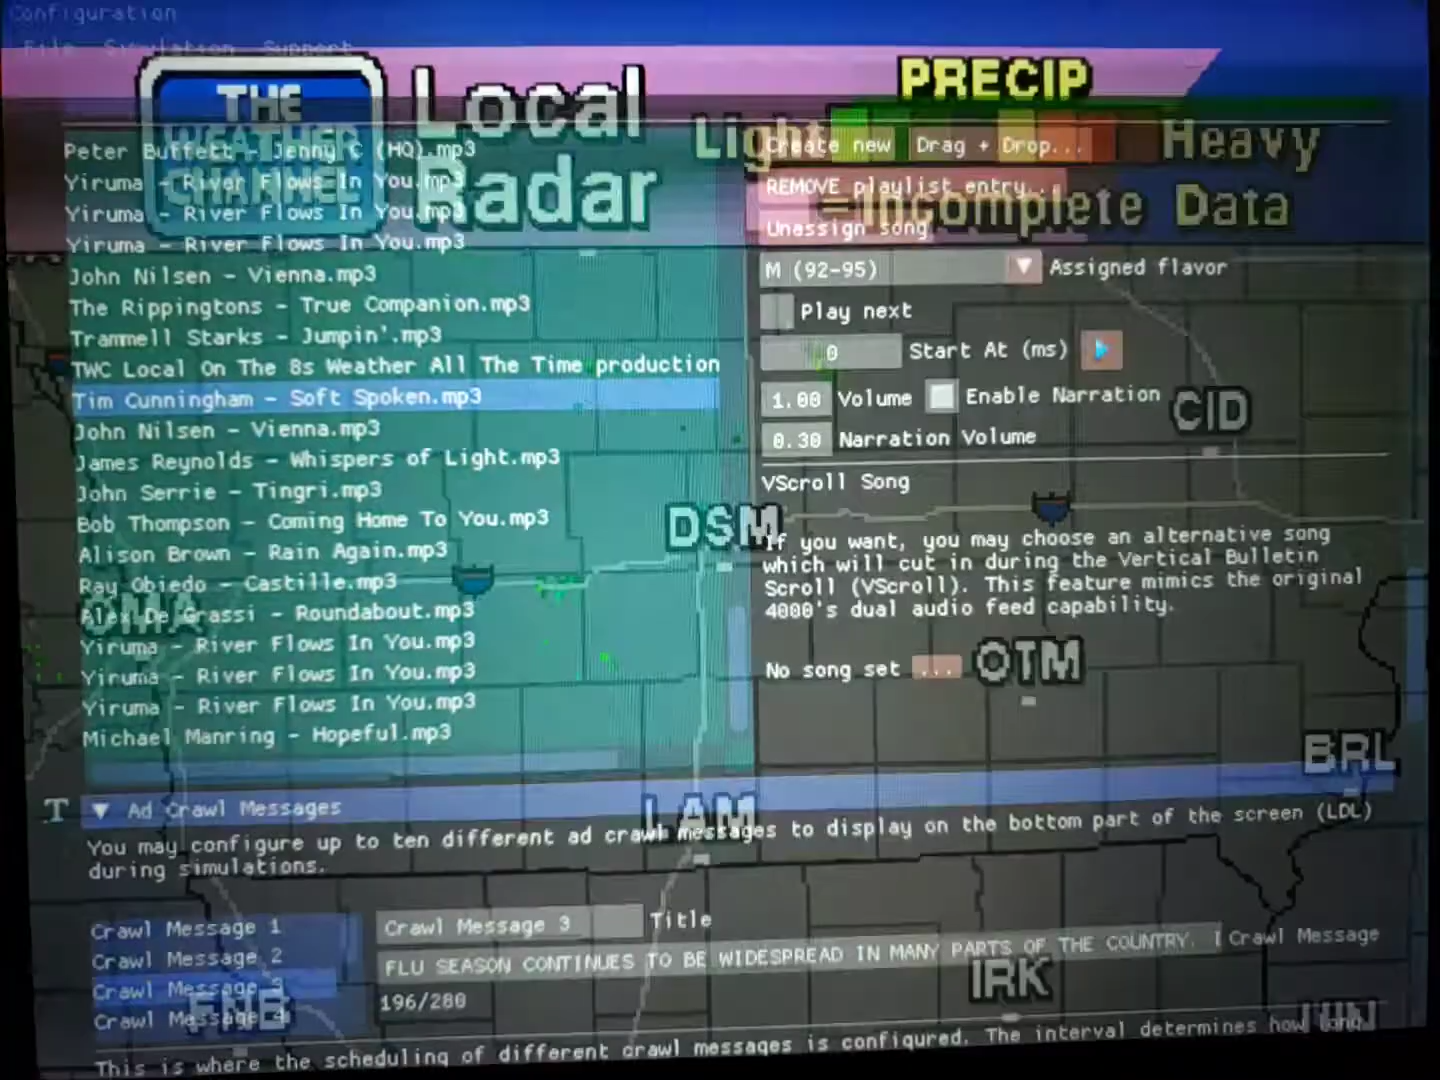 Configuration
File Simulation Support
THE
WEATHER
CHANNEL
Local
Radar
PRECIP
Light
Heavy
=Incomplete Data
Peter Buffett - Jenny C (HQ).mp3
Yiruma - River Flows In You.mp3
Yiruma - River Flows In You.mp3
Yiruma - River Flows In You.mp3
John Nilsen - Vienna.mp3
The Rippingtons - True Companion.mp3
Trammell Starks - Jumpin'.mp3
TWC Local On The 8s Weather All The Time production
Tim Cunningham - Soft Spoken.mp3
John Nilsen - Vienna.mp3
James Reynolds - Whispers of Light.mp3
John Serrie - Tingri.mp3
Bob Thompson - Coming Home To You.mp3
Alison Brown - Rain Again.mp3
Ray Obiedo - Castille.mp3
Alex De Grassi - Roundabout.mp3
Yiruma - River Flows In You.mp3
Yiruma - River Flows In You.mp3
Yiruma - River Flows In You.mp3
Michael Manring - Hopeful.mp3
Create new
Drag + Drop...
REMOVE playlist entry...
Unassign song
M (92-95)
Assigned flavor
Play next
0
Start At (ms)
1.00
Volume
Enable Narration
0.30
Narration Volume
VScroll Song
If you want, you may choose an alternative song
which will cut in during the Vertical Bulletin
Scroll (VScroll). This feature mimics the original
4000's dual audio feed capability.
No song set
...
CID
DSM
OMA
OTM
BRL
LAM
Ad Crawl Messages
You may configure up to ten different ad crawl messages to display on the bottom part of the screen (LDL)
during simulations.
Crawl Message 1
Crawl Message 2
Crawl Message 3
Crawl Message 4
Crawl Message 3
Title
FLU SEASON CONTINUES TO BE WIDESPREAD IN MANY PARTS OF THE COUNTRY.
Crawl Message
196/280
FNB
IRK
This is where the scheduling of different crawl messages is configured. The interval determines how long